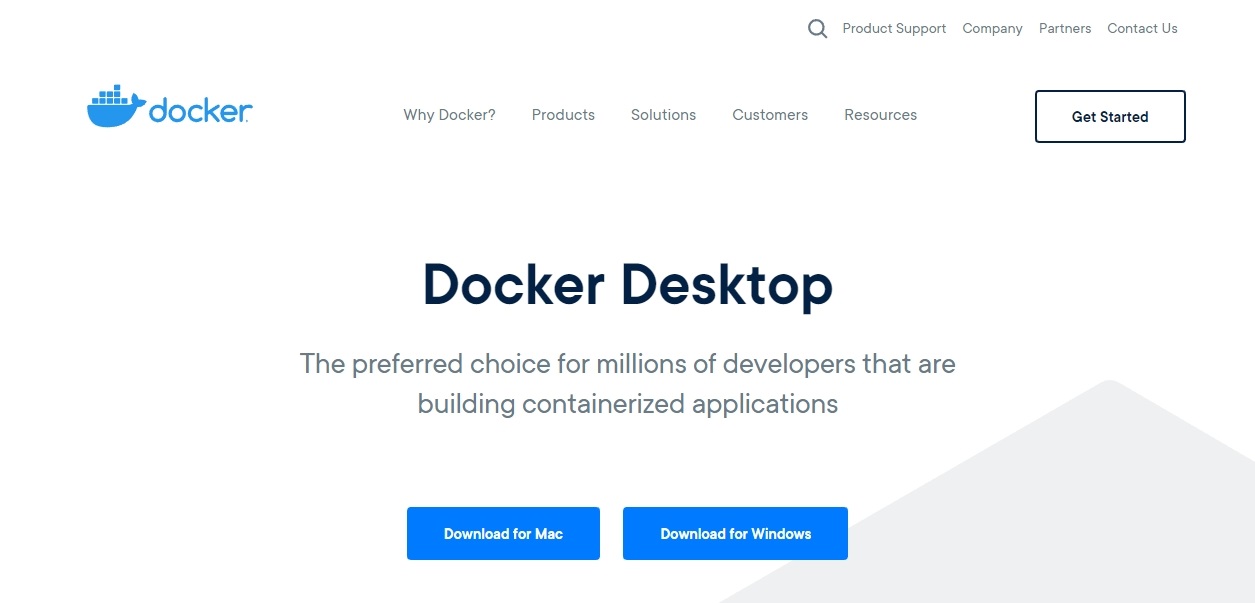 Product Support Company Partners Contact Us
docker
Why Docker? Products Solutions Customers Resources
Get Started
Docker Desktop
The preferred choice for millions of developers that are
building containerized applications
Download for Mac Download for Windows